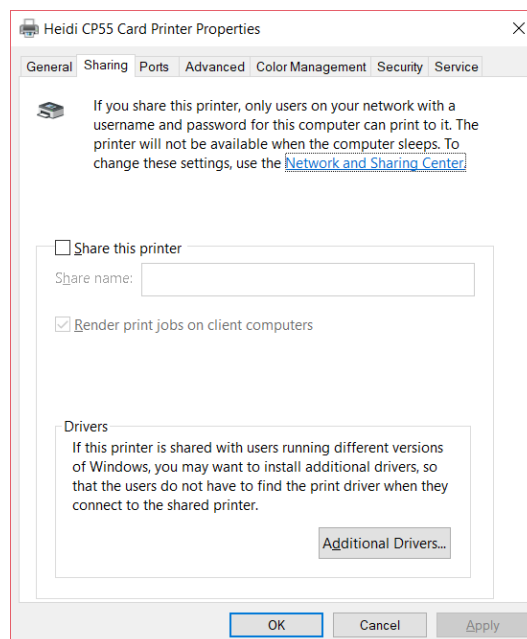 Heidi CP55 Card Printer Properties
General Sharing Ports Advanced Color Management Security Service
If you share this printer, only users on your network with a
username and password for this computer can print to it. The
printer will not be available when the computer sleeps. To
change these settings, use the Network and Sharing Center.
Share this printer
Share name:
Render print jobs on client computers
Drivers
If this printer is shared with users running different versions
of Windows, you may want to install additional drivers, so
that the users do not have to find the print driver when they
connect to the shared printer.
Additional Drivers...
OK Cancel Apply